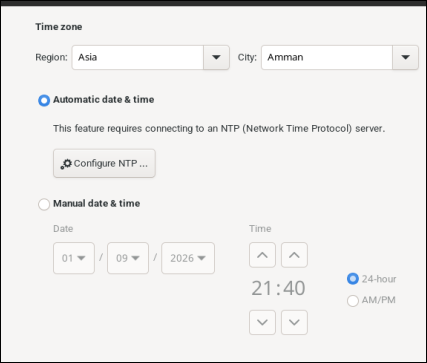 Time zone
Region: Asia City: Amman
Automatic date & time
This feature requires connecting to an NTP (Network Time Protocol) server.
Configure NTP ...
Manual date & time
Date Time
01 / 09 / 2026
21:40
24-hour
AM/PM